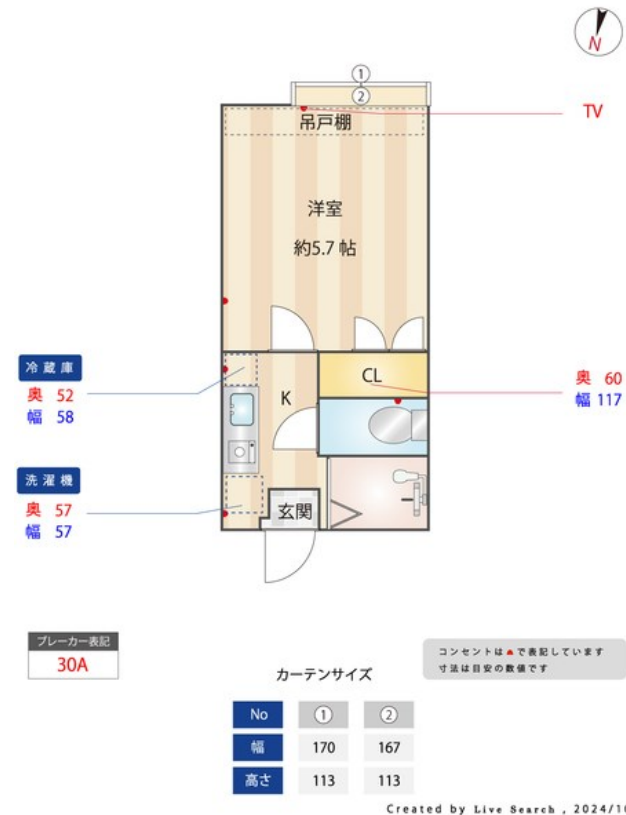 N
①
②
TV
吊戸棚
洋室
約5.7 帖
冷蔵庫
奥 52
幅 58
K
CL
奥 60
幅 117
洗濯機
奥 57
幅 57
玄関
ブレーカー表記
30A
コンセントは▲で表記しています
寸法は目安の数値です
カーテンサイズ
No ① ②
幅 170 167
高さ 113 113
Created by Live Search , 2024/10